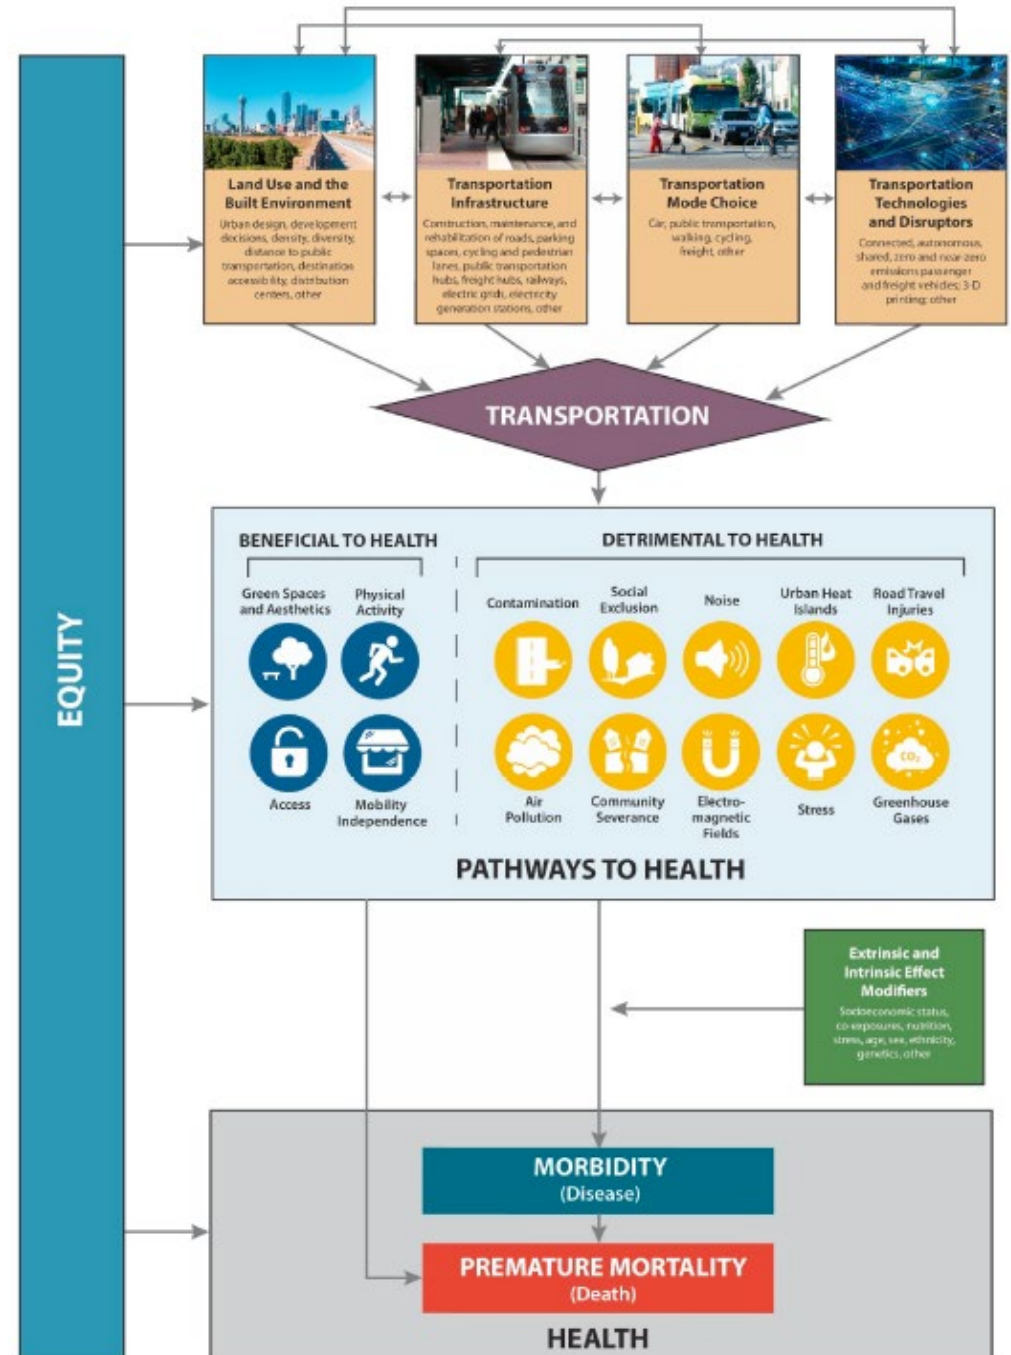 EQUITY
Land Use and the
Built Environment
Urban design, development
decisions, density, diversity,
distance to public
transportation, destination
accessibility, distribution
centers, other
Transportation
Infrastructure
Construction, maintenance, and
rehabilitation of roads, parking
spaces, cycling and pedestrian
lanes, public transportation
hubs, freight hubs, railways,
electric grids, electricity
generation stations, other
Transportation
Mode Choice
Car, public transportation,
walking, cycling,
freight, other
Transportation
Technologies
and Disruptors
Connected, autonomous,
shared, zero and near-zero
emissions passenger
and freight vehicles; 3-D
printing; other
TRANSPORTATION
BENEFICIAL TO HEALTH
DETRIMENTAL TO HEALTH
Green Spaces
and Aesthetics
Physical
Activity
Contamination
Social
Exclusion
Noise
Urban Heat
Islands
Road Travel
Injuries
CO₂
Access
Mobility
Independence
Air
Pollution
Community
Severance
Electro-
magnetic
Fields
Stress
Greenhouse
Gases
PATHWAYS TO HEALTH
Extrinsic and
Intrinsic Effect
Modifiers
Socioeconomic status,
co-exposures, nutrition,
stress, age, sex, ethnicity,
genetics, other
MORBIDITY
(Disease)
PREMATURE MORTALITY
(Death)
HEALTH